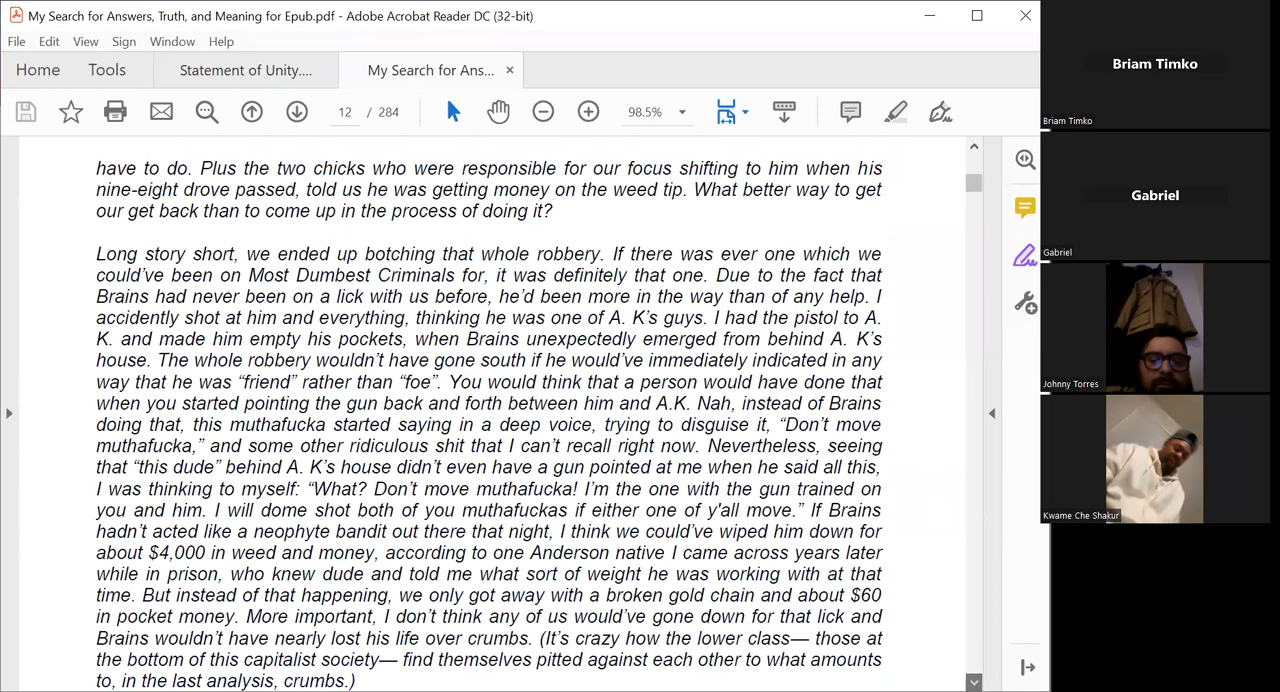 My Search for Answers, Truth, and Meaning for Epub.pdf - Adobe Acrobat Reader DC (32-bit)
File Edit View Sign Window Help
Home Tools Statement of Unity.... My Search for Ans...
12 / 284 98.5%
have to do. Plus the two chicks who were responsible for our focus shifting to him when his
nine-eight drove passed, told us he was getting money on the weed tip. What better way to get
our get back than to come up in the process of doing it?
Long story short, we ended up botching that whole robbery. If there was ever one which we
could've been on Most Dumbest Criminals for, it was definitely that one. Due to the fact that
Brains had never been on a lick with us before, he'd been more in the way than of any help. I
accidently shot at him and everything, thinking he was one of A. K's guys. I had the pistol to A.
K. and made him empty his pockets, when Brains unexpectedly emerged from behind A. K's
house. The whole robbery wouldn't have gone south if he would've immediately indicated in any
way that he was "friend" rather than "foe". You would think that a person would have done that
when you started pointing the gun back and forth between him and A.K. Nah, instead of Brains
doing that, this muthafucka started saying in a deep voice, trying to disguise it, "Don't move
muthafucka," and some other ridiculous shit that I can't recall right now. Nevertheless, seeing
that "this dude" behind A. K's house didn't even have a gun pointed at me when he said all this,
I was thinking to myself: "What? Don't move muthafucka! I'm the one with the gun trained on
you and him. I will dome shot both of you muthafuckas if either one of y'all move." If Brains
hadn't acted like a neophyte bandit out there that night, I think we could've wiped him down for
about $4,000 in weed and money, according to one Anderson native I came across years later
while in prison, who knew dude and told me what sort of weight he was working with at that
time. But instead of that happening, we only got away with a broken gold chain and about $60
in pocket money. More important, I don't think any of us would've gone down for that lick and
Brains wouldn't have nearly lost his life over crumbs. (It's crazy how the lower class— those at
the bottom of this capitalist society— find themselves pitted against each other to what amounts
to, in the last analysis, crumbs.)
Briam Timko
Briam Timko
Gabriel
Gabriel
Johnny Torres
Kwame Che Shakur